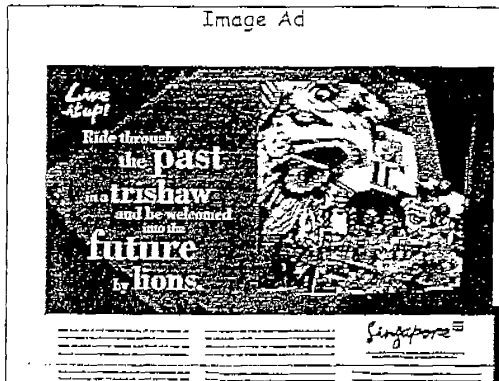 Image Ad
Live
it up!
Ride through
the past
in a trishaw
and be welcomed
into the
future
by lions.
Singapore